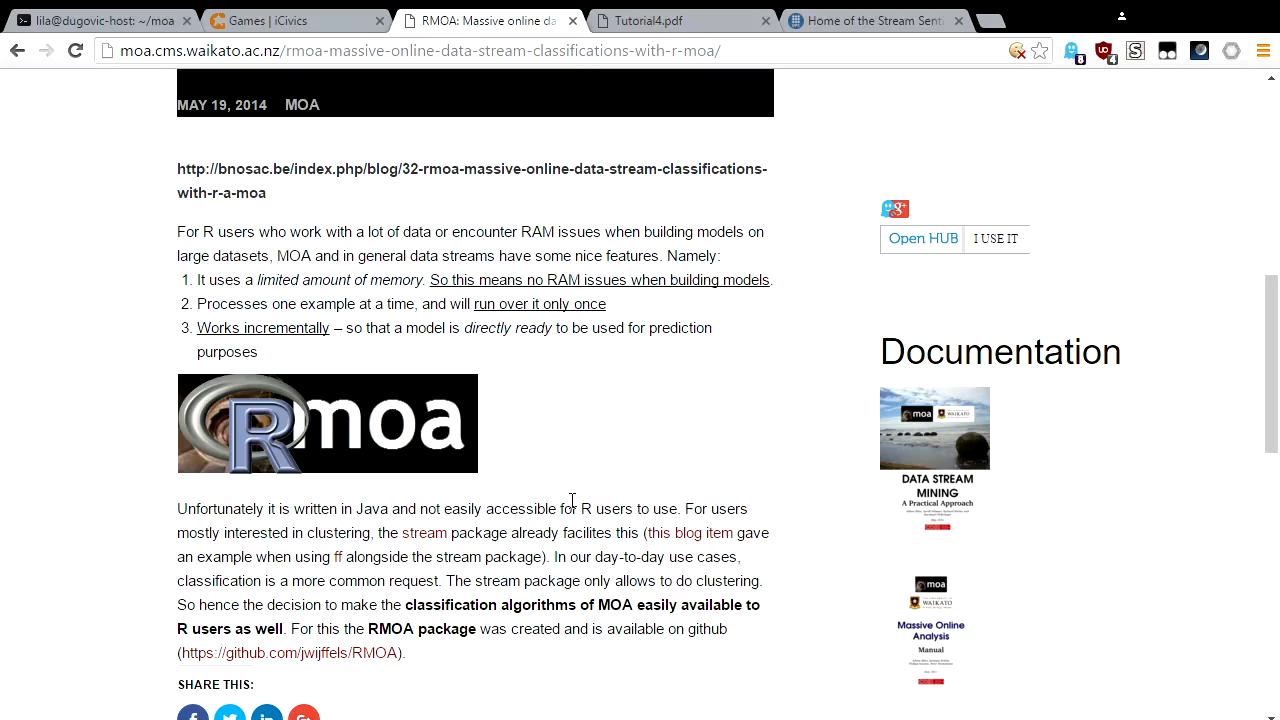 lila@dugovic-host: ~/moa
Games | iCivics
RMOA: Massive online da
Tutorial4.pdf
Home of the Stream Sent
moa.cms.waikato.ac.nz/rmoa-massive-online-data-stream-classifications-with-r-moa/
8
4
MAY 19, 2014 MOA
http://bnosac.be/index.php/blog/32-rmoa-massive-online-data-stream-classifications-
with-r-a-moa
For R users who work with a lot of data or encounter RAM issues when building models on
large datasets, MOA and in general data streams have some nice features. Namely:
1. It uses a limited amount of memory. So this means no RAM issues when building models.
2. Processes one example at a time, and will run over it only once
3. Works incrementally – so that a model is directly ready to be used for prediction
purposes
R moa
Unfortunately it is written in Java and not easily accessible for R users to use. For users
mostly interested in clustering, the stream package already facilites this (this blog item gave
an example when using ff alongside the stream package). In our day-to-day use cases,
classification is a more common request. The stream package only allows to do clustering.
So hence the decision to make the classification algorithms of MOA easily available to
R users as well. For this the RMOA package was created and is available on github
(https://github.com/jwijffels/RMOA).
SHARE THIS:
g+
Open HUB I USE IT
Documentation
moa WAIKATO
DATA STREAM
MINING
A Practical Approach
moa
WAIKATO
Massive Online
Analysis
Manual